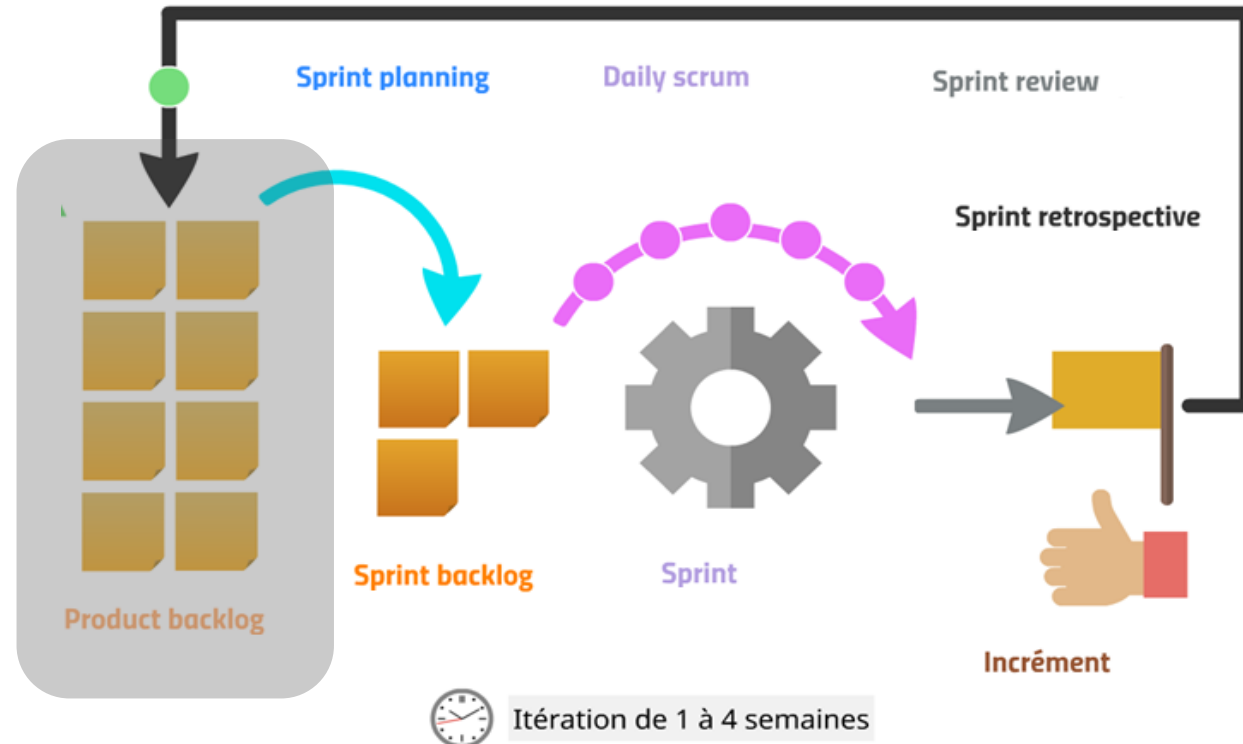 Sprint planning
Daily scrum
Sprint review
Sprint retrospective
Sprint backlog
Sprint
Product backlog
Incrément
Itération de 1 à 4 semaines